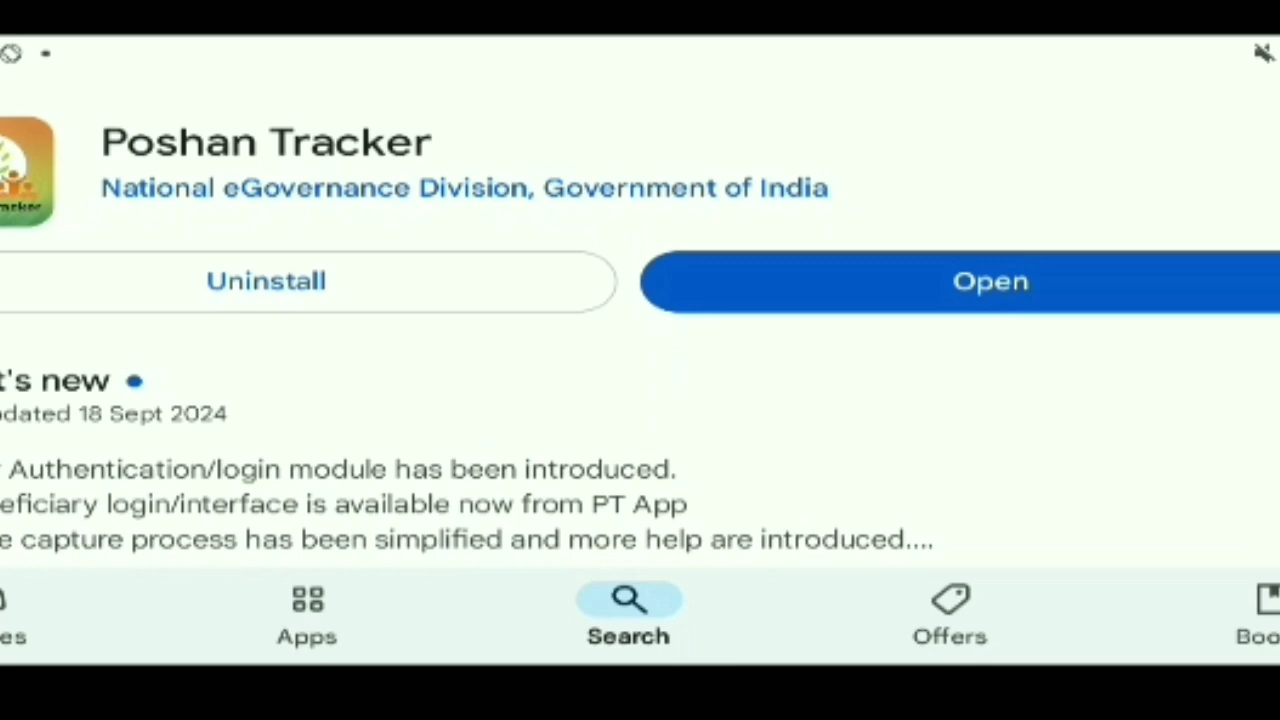 Poshan Tracker
National eGovernance Division, Government of India
Uninstall
Open
t's new
dated 18 Sept 2024
Authentication/login module has been introduced.
eficiary login/interface is available now from PT App
e capture process has been simplified and more help are introduced....
es
Apps
Search
Offers
Boo